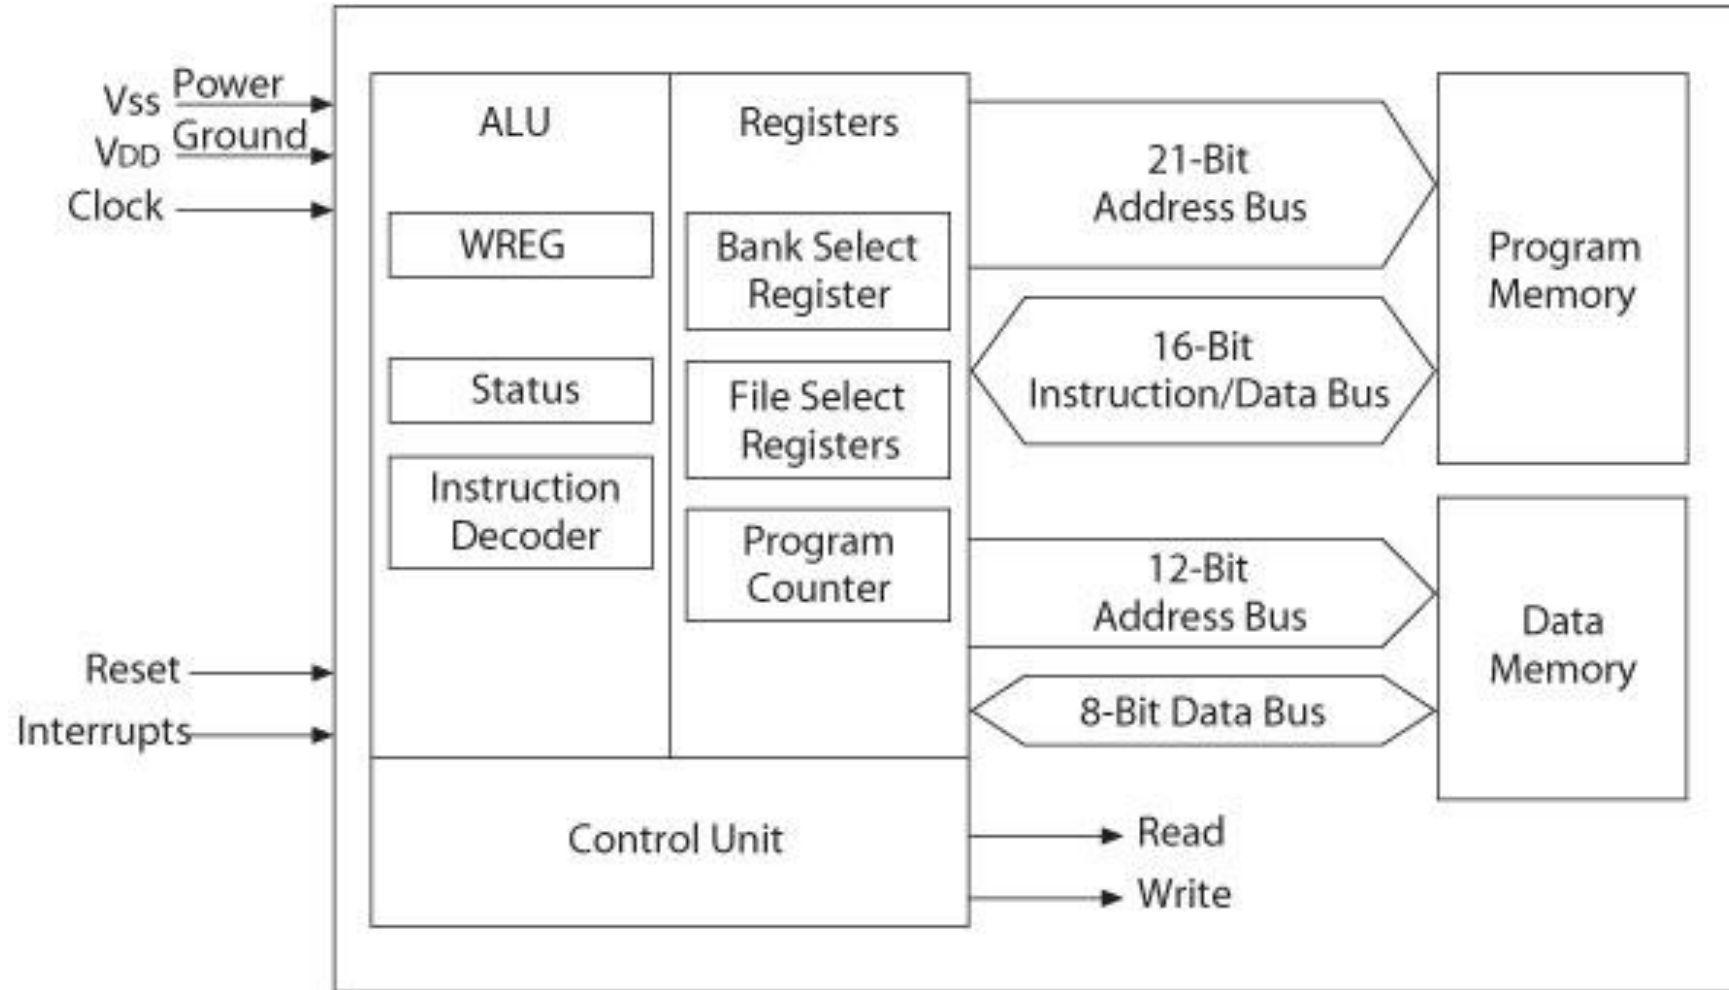 Vss Power
VDD Ground
Clock
Reset
Interrupts
ALU
WREG
Status
Instruction
Decoder
Registers
Bank Select
Register
File Select
Registers
Program
Counter
Control Unit
21-Bit
Address Bus
16-Bit
Instruction/Data Bus
12-Bit
Address Bus
8-Bit Data Bus
Read
Write
Program
Memory
Data
Memory